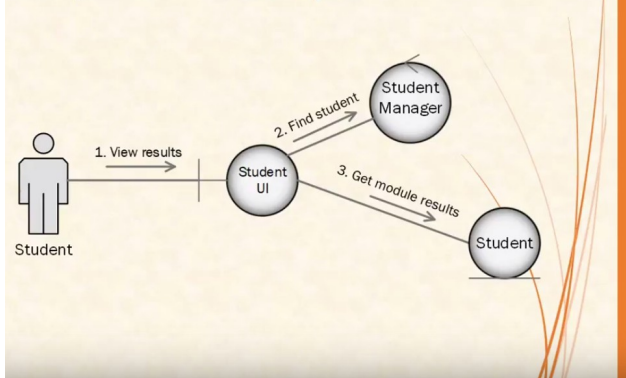 1. View results
2. Find student
Student
Manager
Student
UI
3. Get module results
Student
Student